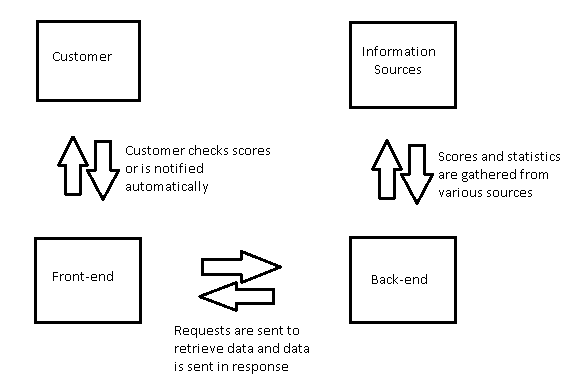 Customer
Information
Sources
Customer checks scores
or is notified
automatically
Scores and statistics
are gathered from
various sources
Front-end
Back-end
Requests are sent to
retrieve data and data
is sent in response